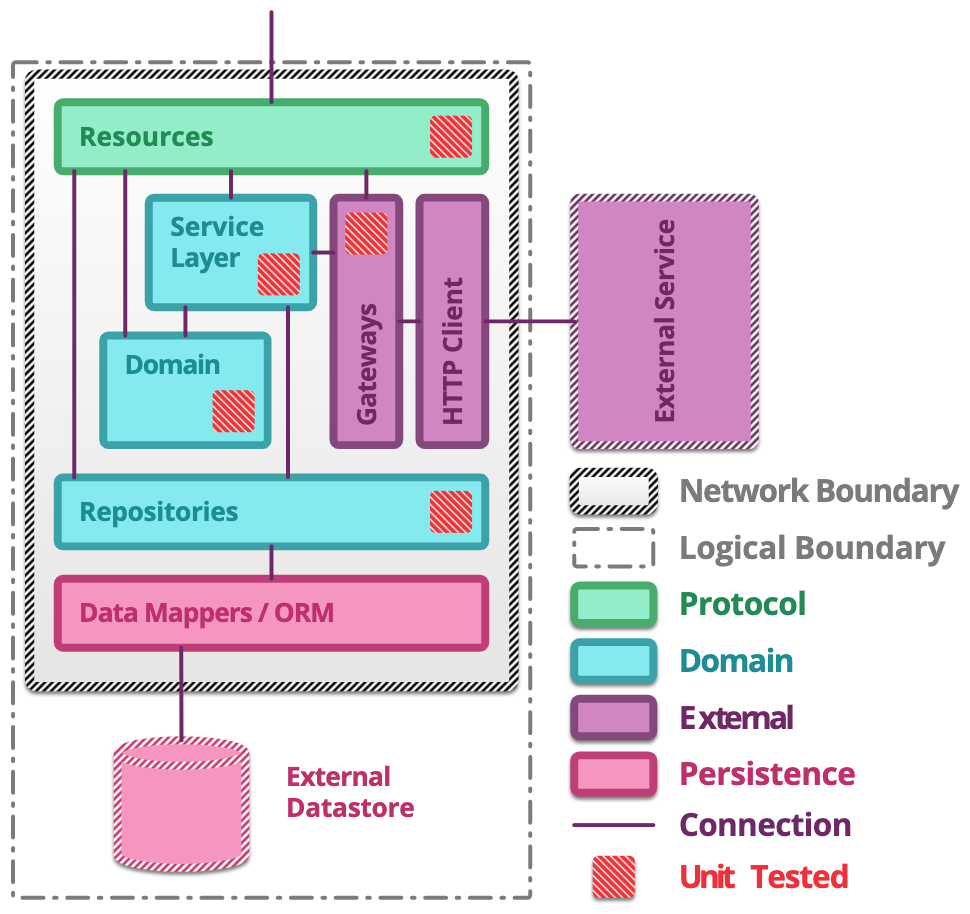 Resources
Service
Layer
Domain
Gateways
HTTP Client
External Service
Repositories
Data Mappers / ORM
External
Datastore
Network Boundary
Logical Boundary
Protocol
Domain
External
Persistence
Connection
Unit Tested